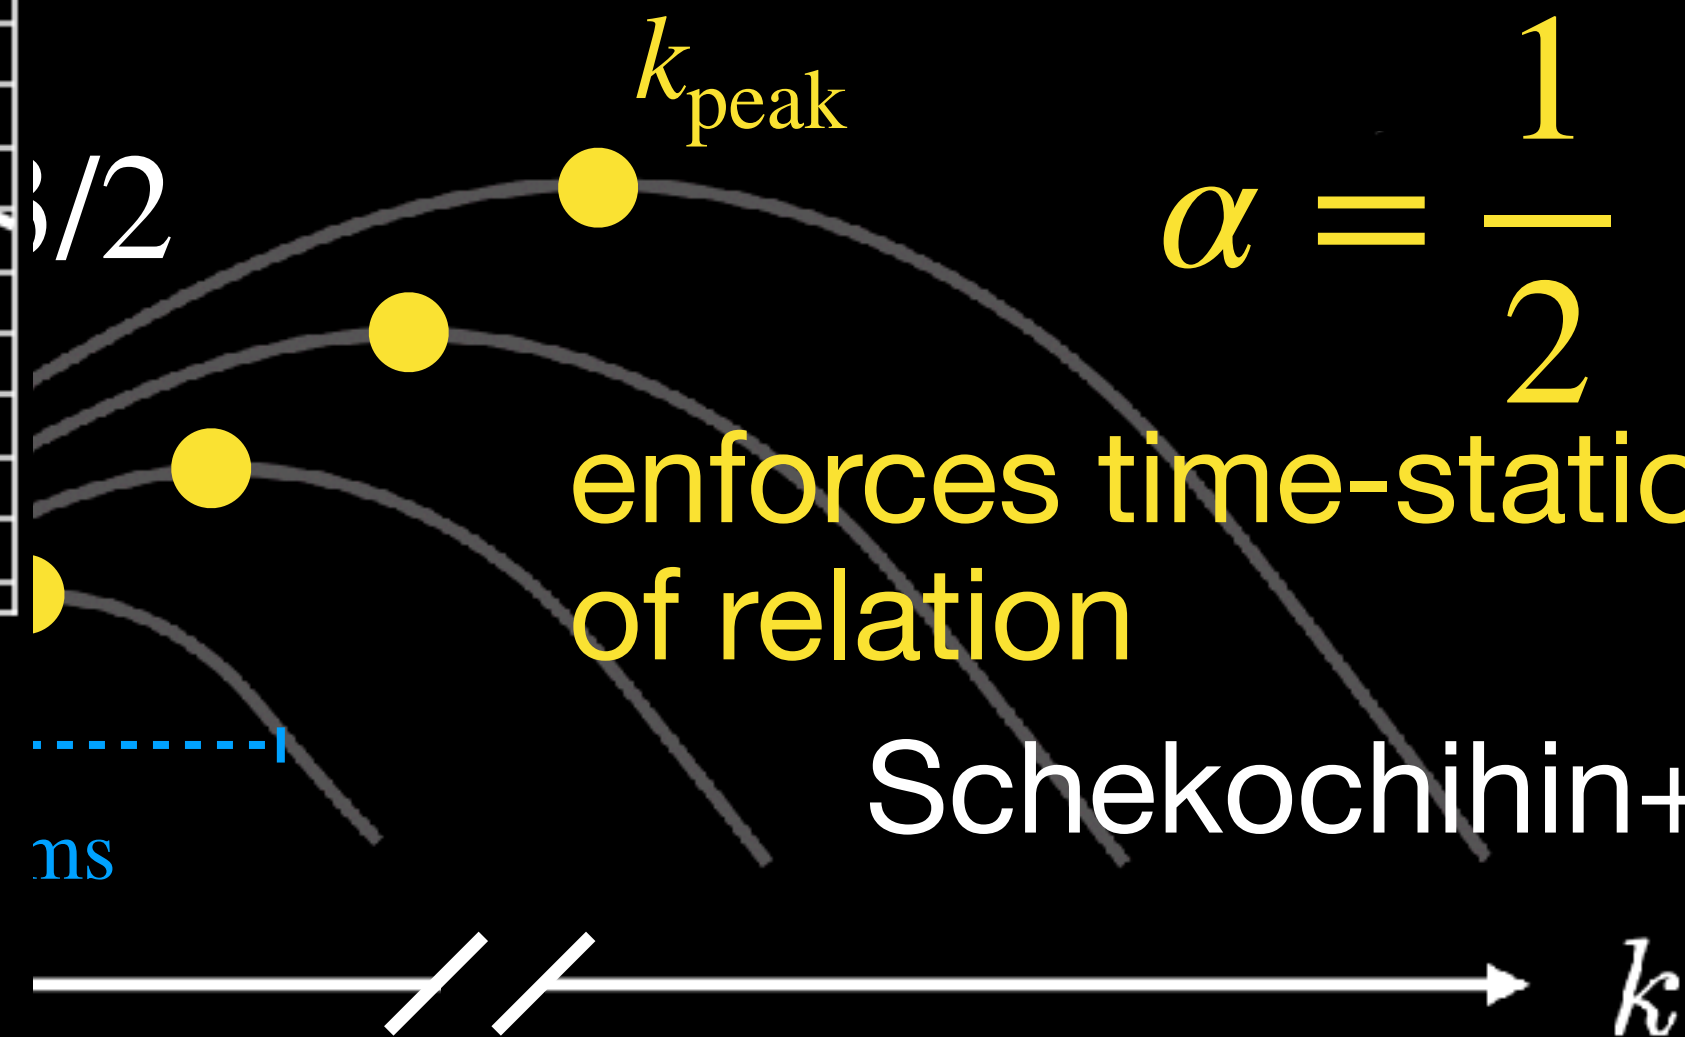 k_peak
/2
α = 1/2
enforces time-static
of relation
Schekochihin+
ms
k